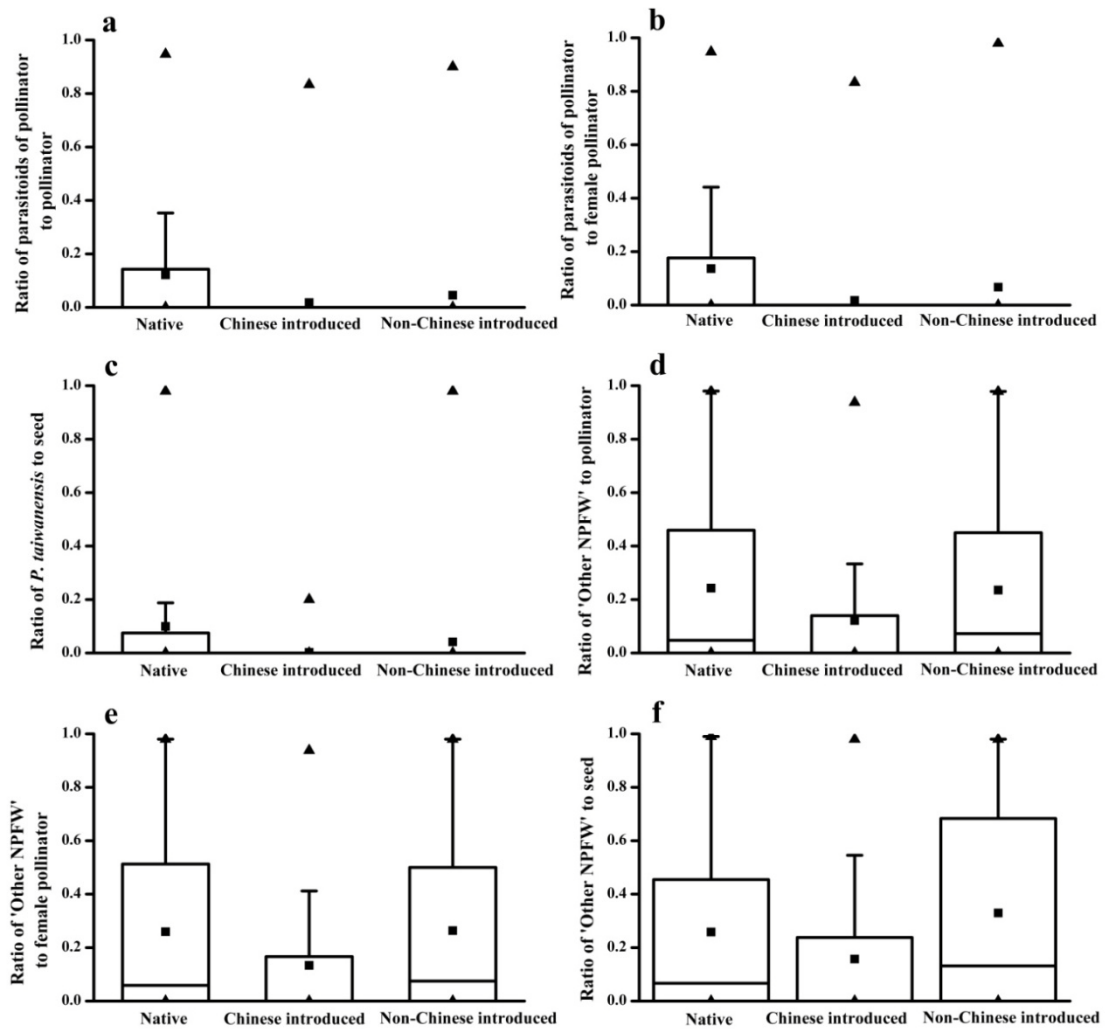 a
Ratio of parasitoids of pollinator
to pollinator
1.0
0.8
0.6
0.4
0.2
0.0
Native
Chinese introduced
Non-Chinese introduced
b
Ratio of parasitoids of pollinator
to female pollinator
1.0
0.8
0.6
0.4
0.2
0.0
Native
Chinese introduced
Non-Chinese introduced
c
Ratio of P. taiwanensis to seed
1.0
0.8
0.6
0.4
0.2
0.0
Native
Chinese introduced
Non-Chinese introduced
d
Ratio of 'Other NPFW' to pollinator
1.0
0.8
0.6
0.4
0.2
0.0
Native
Chinese introduced
Non-Chinese introduced
e
Ratio of 'Other NPFW'
to female pollinator
1.0
0.8
0.6
0.4
0.2
0.0
Native
Chinese introduced
Non-Chinese introduced
f
Ratio of 'Other NPFW' to seed
1.0
0.8
0.6
0.4
0.2
0.0
Native
Chinese introduced
Non-Chinese introduced